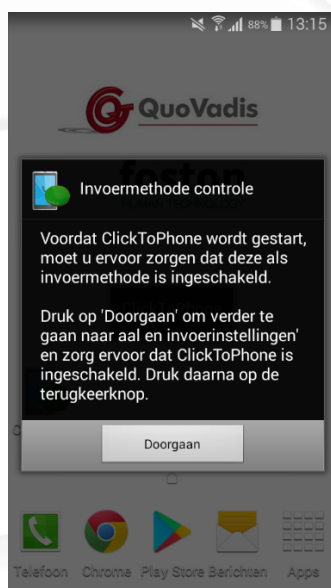 88% 13:15
QuoVadis
foston
Invoermethode controle
Voordat ClickToPhone wordt gestart,
moet u ervoor zorgen dat deze als
invoermethode is ingeschakeld.
Druk op 'Doorgaan' om verder te
gaan naar aal en invoerinstellingen'
en zorg ervoor dat ClickToPhone is
ingeschakeld. Druk daarna op de
terugkeerknop.
Doorgaan
Telefoon Chrome Play Store Berichten Apps